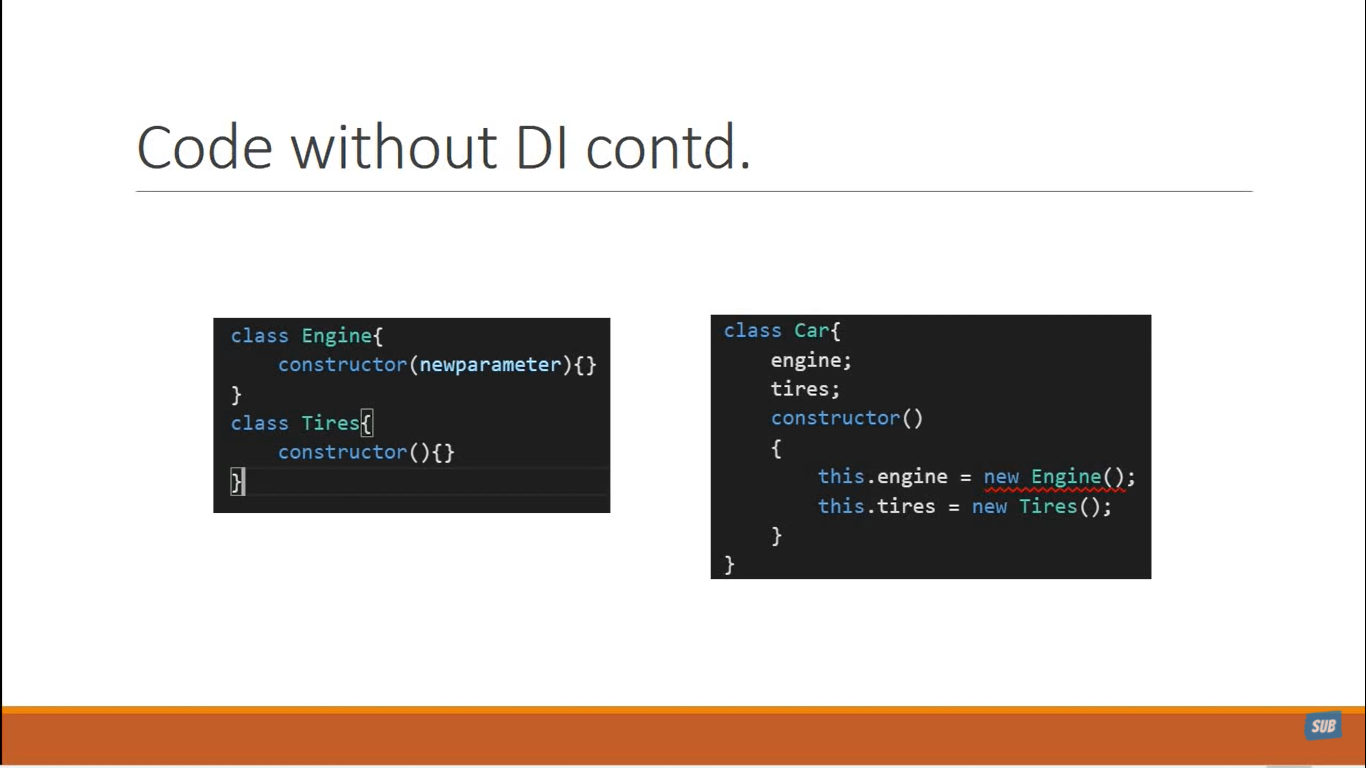 Code without DI contd.
class Engine{
    constructor(newparameter){}
}
class Tires{
    constructor(){}
}
class Car{
    engine;
    tires;
    constructor()
    {
        this.engine = new Engine();
        this.tires = new Tires();
    }
}
SUB